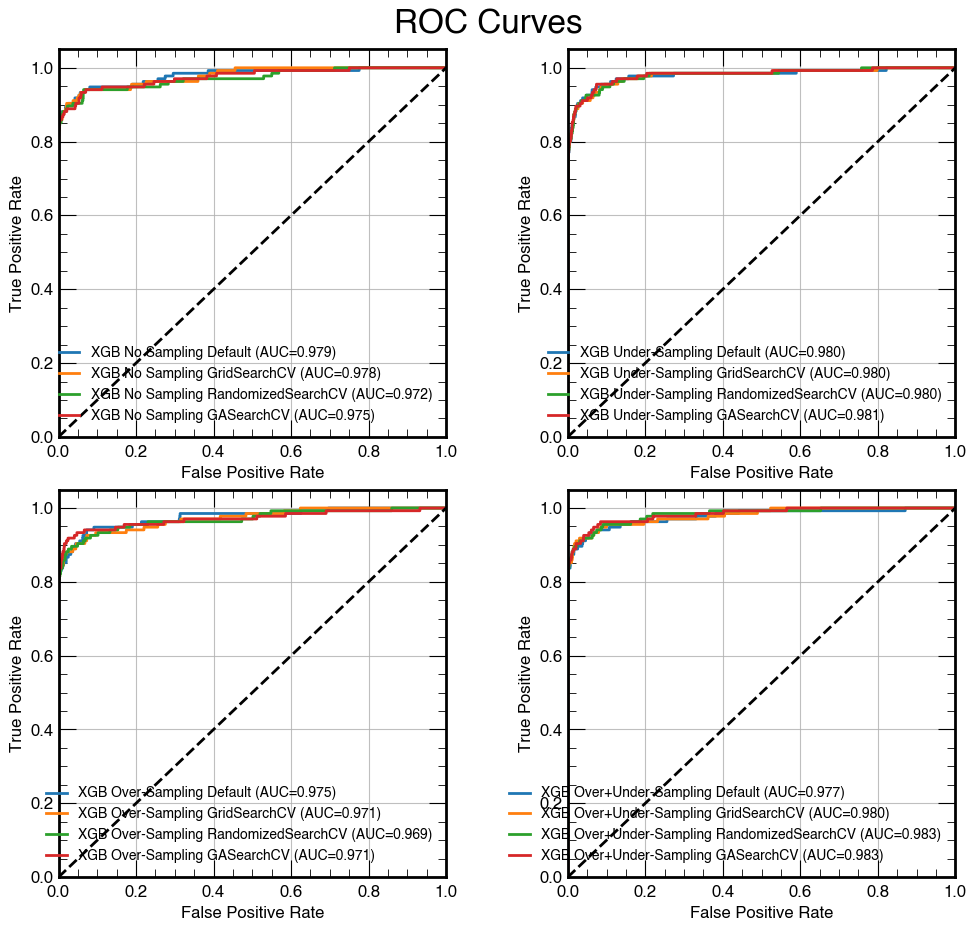 ROC Curves
1.0
0.8
0.6
0.4
0.2
0.0
True Positive Rate
XGB No Sampling Default (AUC=0.979)
XGB No Sampling GridSearchCV (AUC=0.978)
XGB No Sampling RandomizedSearchCV (AUC=0.972)
XGB No Sampling GASearchCV (AUC=0.975)
0.0 0.2 0.4 0.6 0.8 1.0
False Positive Rate
1.0
0.8
0.6
0.4
0.2
0.0
True Positive Rate
XGB Under-Sampling Default (AUC=0.980)
XGB Under-Sampling GridSearchCV (AUC=0.980)
XGB Under-Sampling RandomizedSearchCV (AUC=0.980)
XGB Under-Sampling GASearchCV (AUC=0.981)
0.0 0.2 0.4 0.6 0.8 1.0
False Positive Rate
1.0
0.8
0.6
0.4
0.2
0.0
True Positive Rate
XGB Over-Sampling Default (AUC=0.975)
XGB Over-Sampling GridSearchCV (AUC=0.971)
XGB Over-Sampling RandomizedSearchCV (AUC=0.969)
XGB Over-Sampling GASearchCV (AUC=0.971)
0.0 0.2 0.4 0.6 0.8 1.0
False Positive Rate
1.0
0.8
0.6
0.4
0.2
0.0
True Positive Rate
XGB Over+Under-Sampling Default (AUC=0.977)
XGB Over+Under-Sampling GridSearchCV (AUC=0.980)
XGB Over+Under-Sampling RandomizedSearchCV (AUC=0.983)
XGB Over+Under-Sampling GASearchCV (AUC=0.983)
0.0 0.2 0.4 0.6 0.8 1.0
False Positive Rate